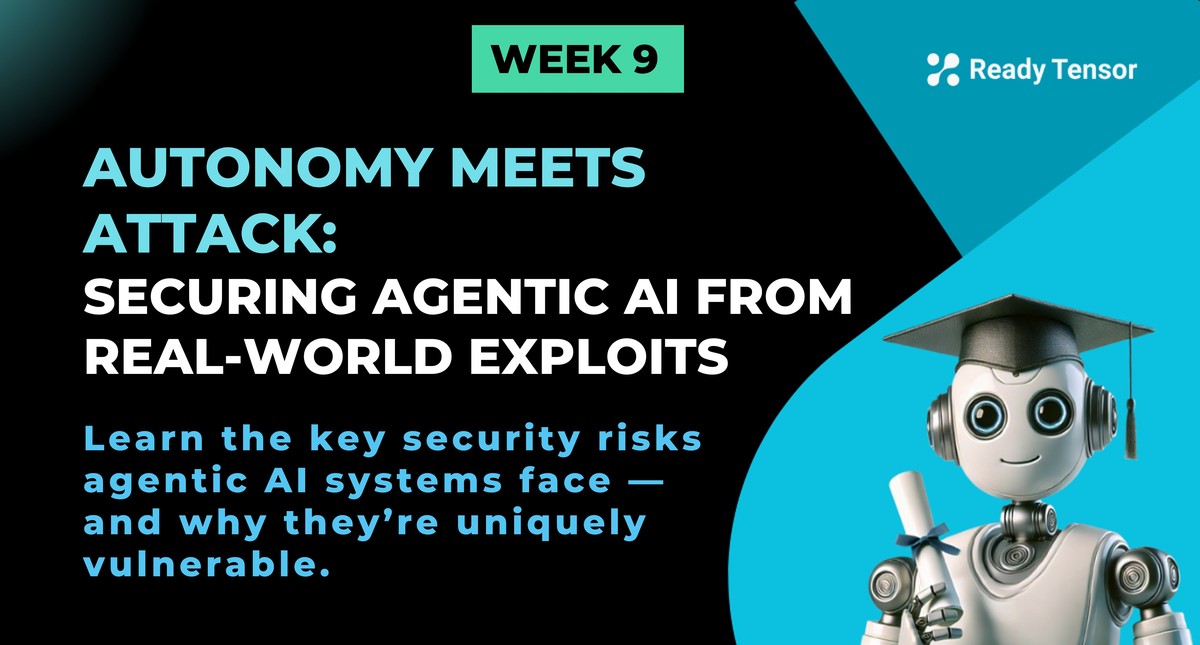 WEEK 9
Ready Tensor
AUTONOMY MEETS
ATTACK:
SECURING AGENTIC AI FROM
REAL-WORLD EXPLOITS
Learn the key security risks
agentic AI systems face —
and why they’re uniquely
vulnerable.